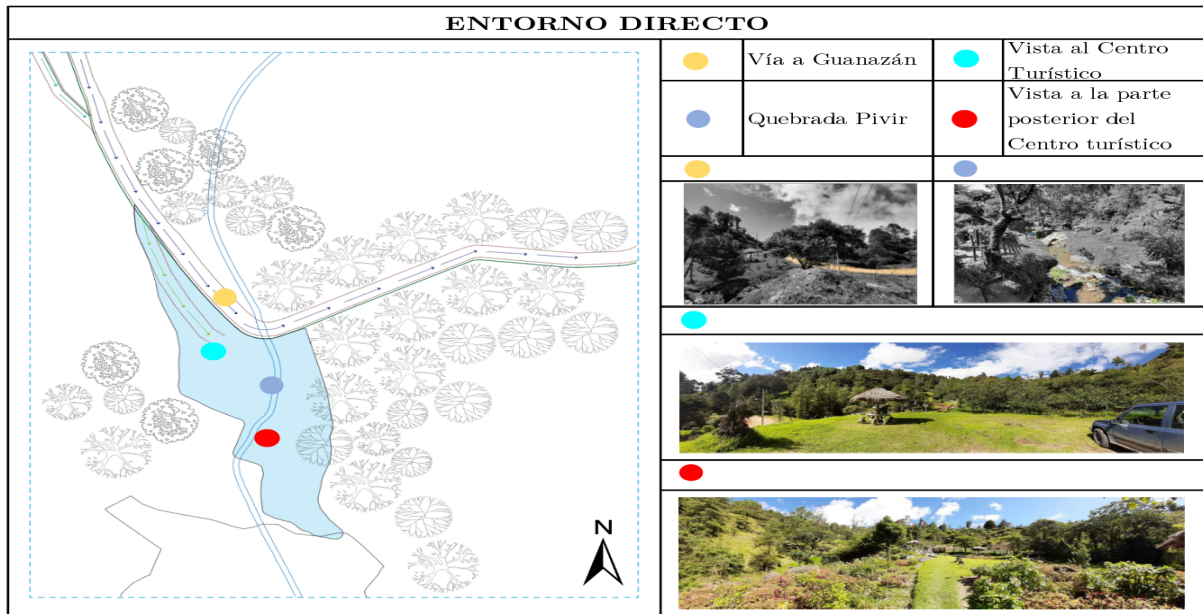 ENTORNO DIRECTO
Vía a Guanazán
Vista al Centro
Turístico
Quebrada Pivir
Vista a la parte
posterior del
Centro turístico
N